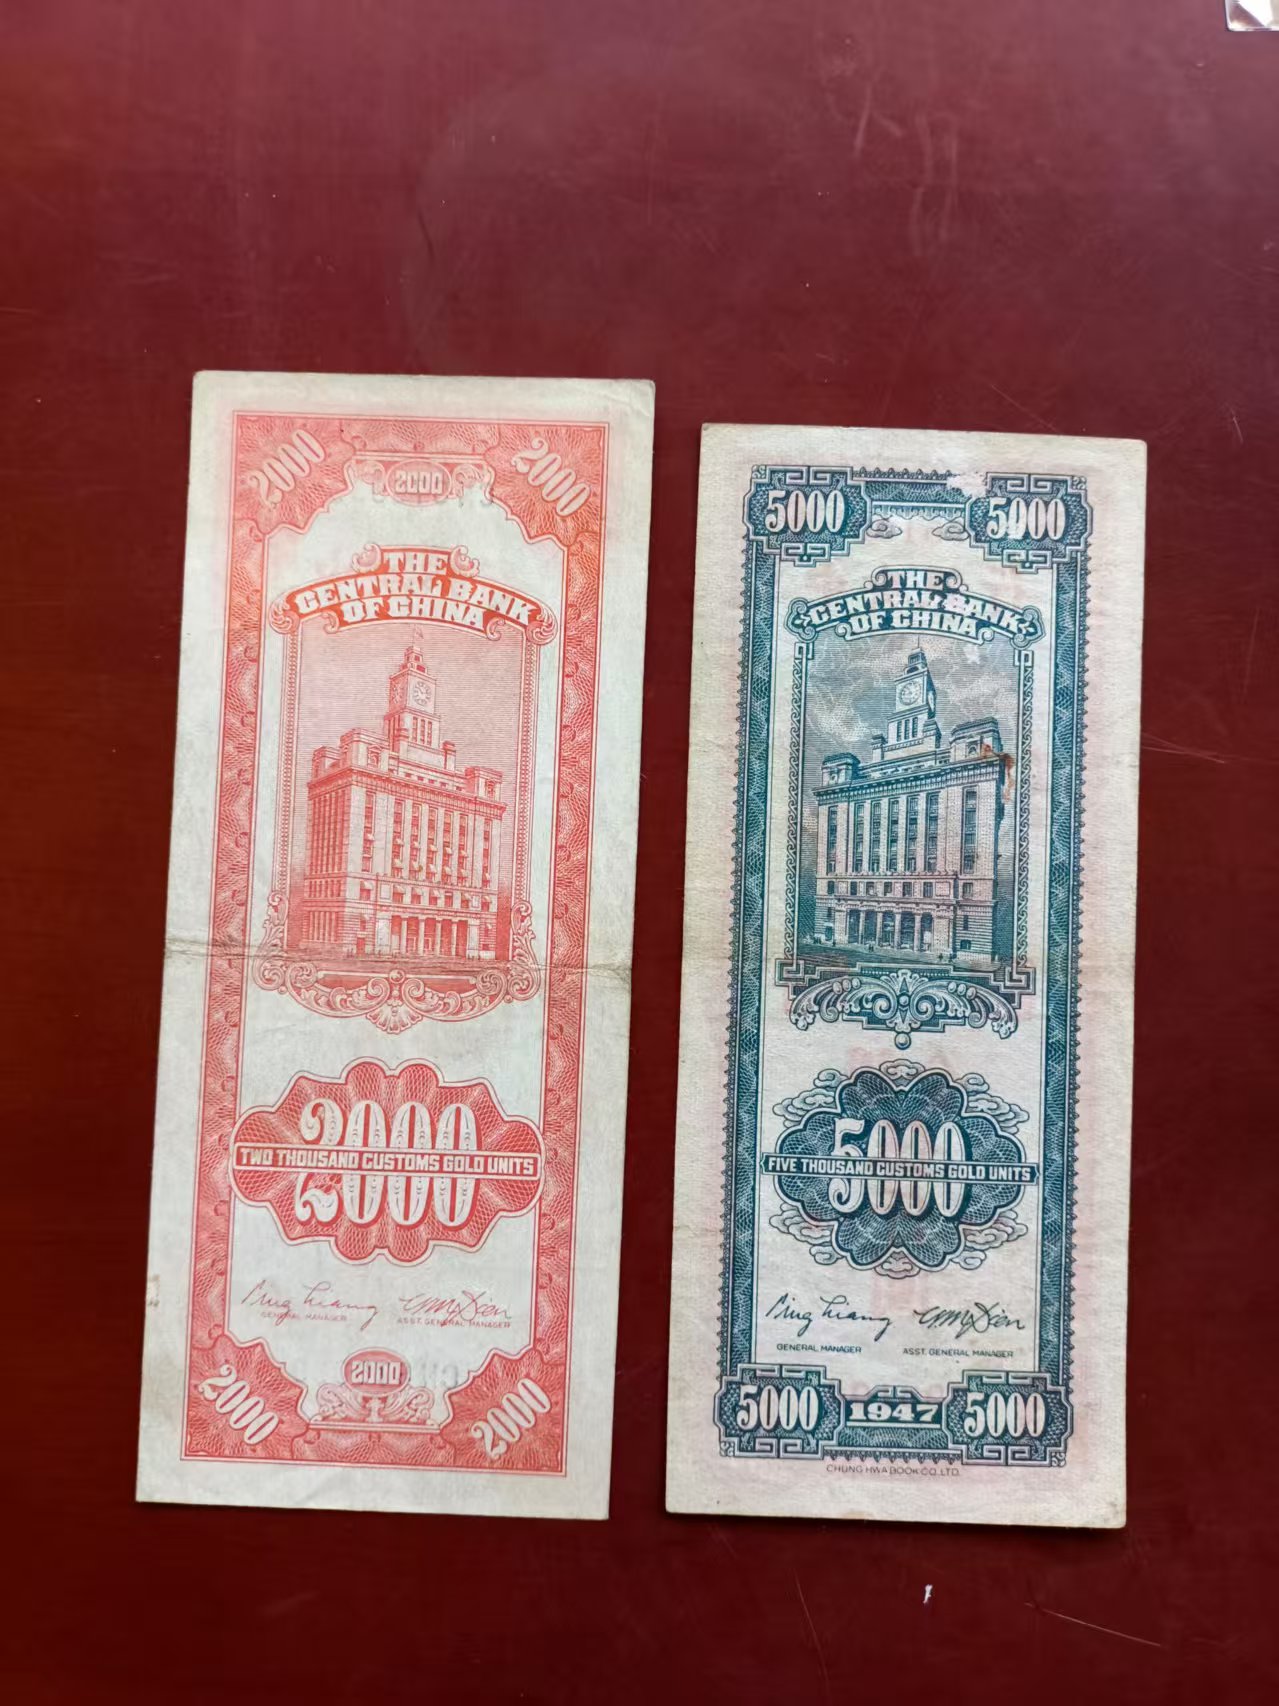 2000 2000
2000
THE
CENTRAL BANK
OF CHINA
2000
TWO THOUSAND CUSTOMS GOLD UNITS
GENERAL MANAGER
ASST. GENERAL MANAGER
2000
2000 2000
5000 5000
THE
CENTRAL BANK
OF CHINA
5000
FIVE THOUSAND CUSTOMS GOLD UNITS
GENERAL MANAGER
ASST. GENERAL MANAGER
5000 1947 5000
CHUNG HWA BOOK CO. LTD.